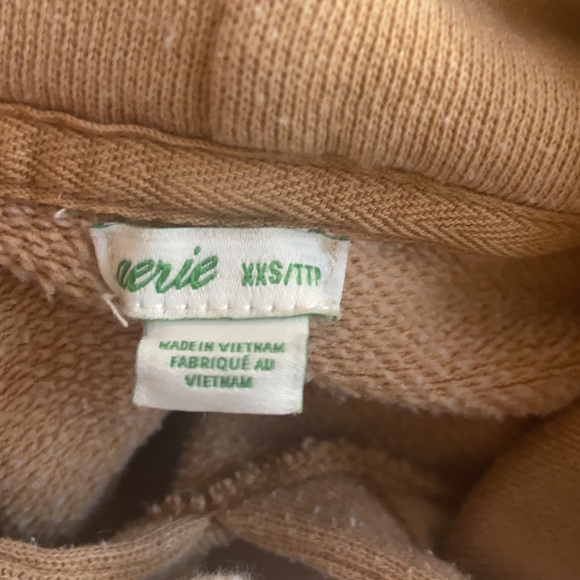 aerie XXS/TTP
MADE IN VIETNAM
FABRIQUÉ AU
VIETNAM